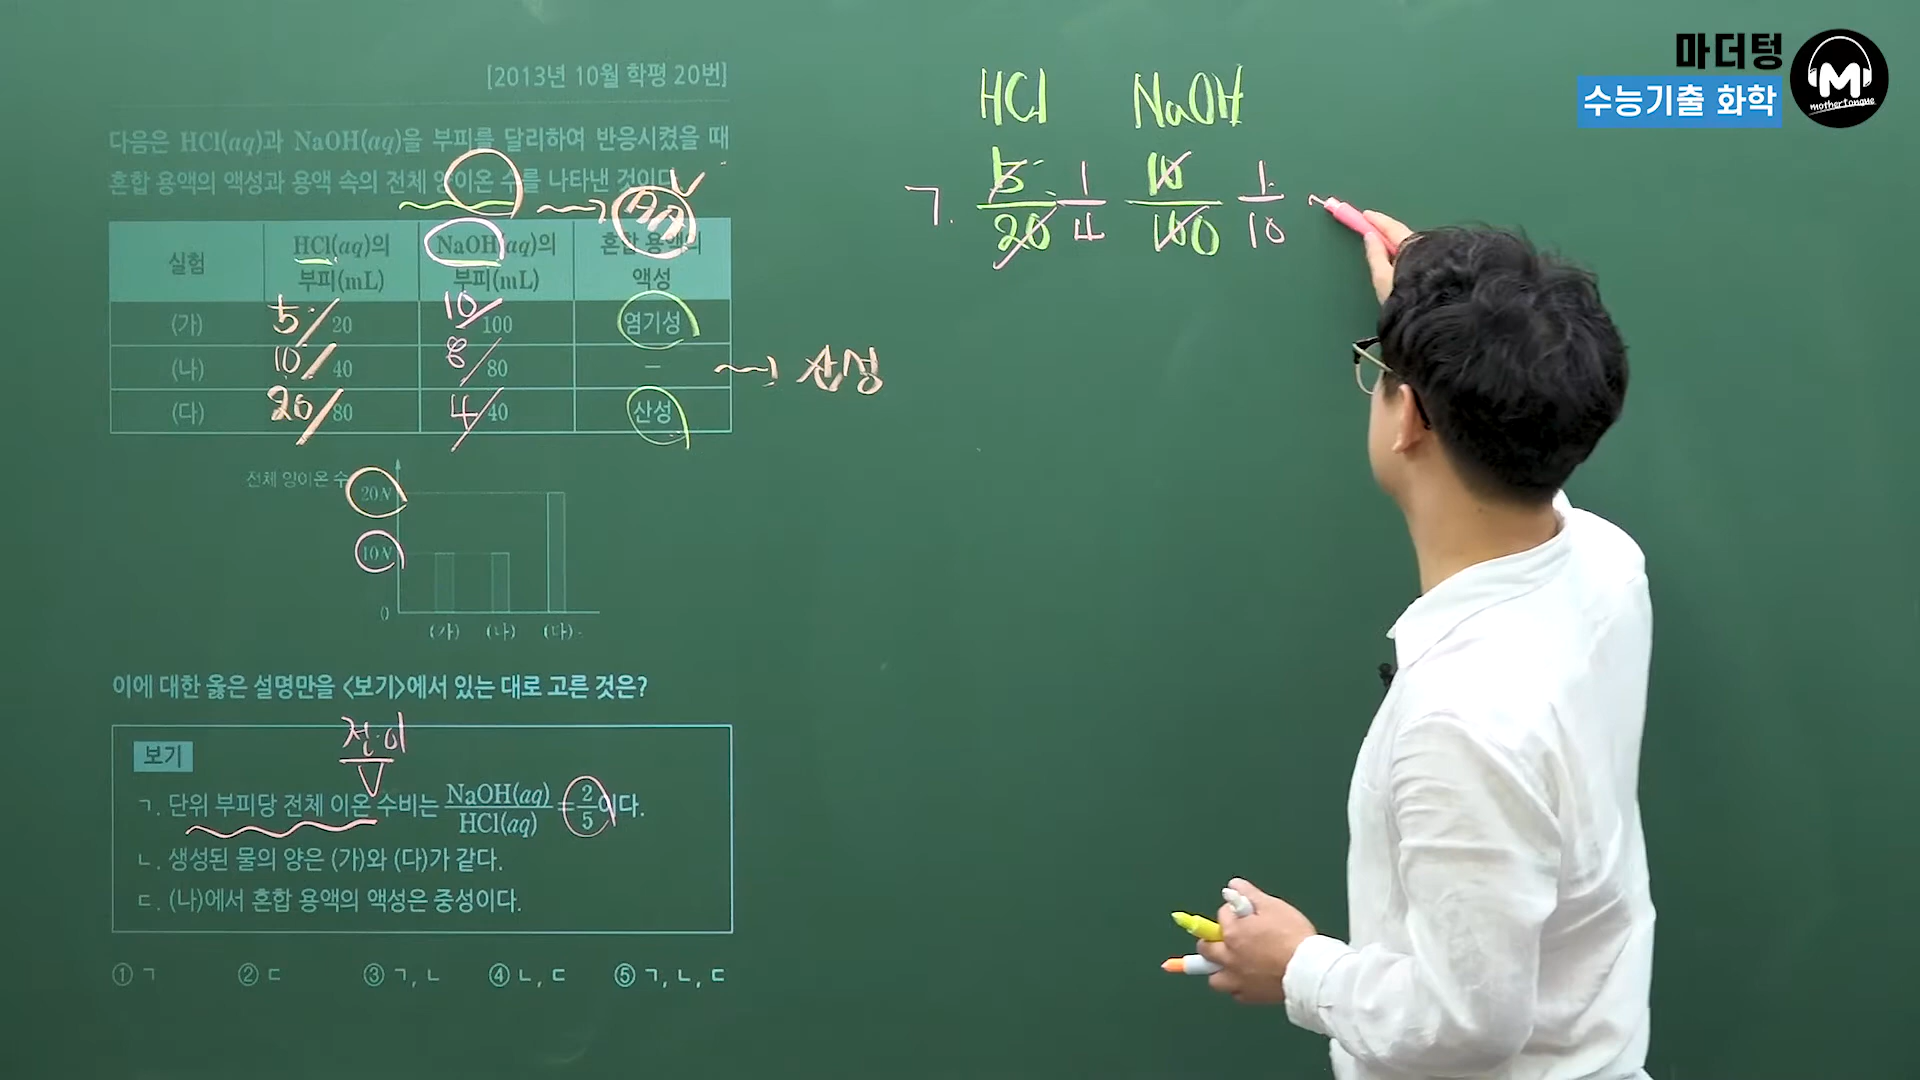 마더텅
수능기출 화학
M
mothertongue
[2013년 10월 학평 20번]
다음은 HCl(aq)과 NaOH(aq)을 부피를 달리하여 반응시켰을 때
혼합 용액의 액성과 용액 속의 전체 양이온 수를 나타낸 것이다.
실험 HCl(aq)의 부피(mL) NaOH(aq)의 부피(mL) 혼합 용액의 액성
(가) 5/20 10/100 염기성
(나) 10/40 8/80 – → 산성
(다) 20/80 4/40 산성
전체 양이온 수
20N
10N
0
(가) (나) (다)
이에 대한 옳은 설명만을 <보기>에서 있는 대로 고른 것은?
보기
전·이
V
ㄱ. 단위 부피당 전체 이온 수비는 NaOH(aq)/HCl(aq) = 2/5이다.
ㄴ. 생성된 물의 양은 (가)와 (다)가 같다.
ㄷ. (나)에서 혼합 용액의 액성은 중성이다.
① ㄱ ② ㄷ ③ ㄱ, ㄴ ④ ㄴ, ㄷ ⑤ ㄱ, ㄴ, ㄷ
HCl NaOH
ㄱ. 5/20 1/4 10/100 1/10